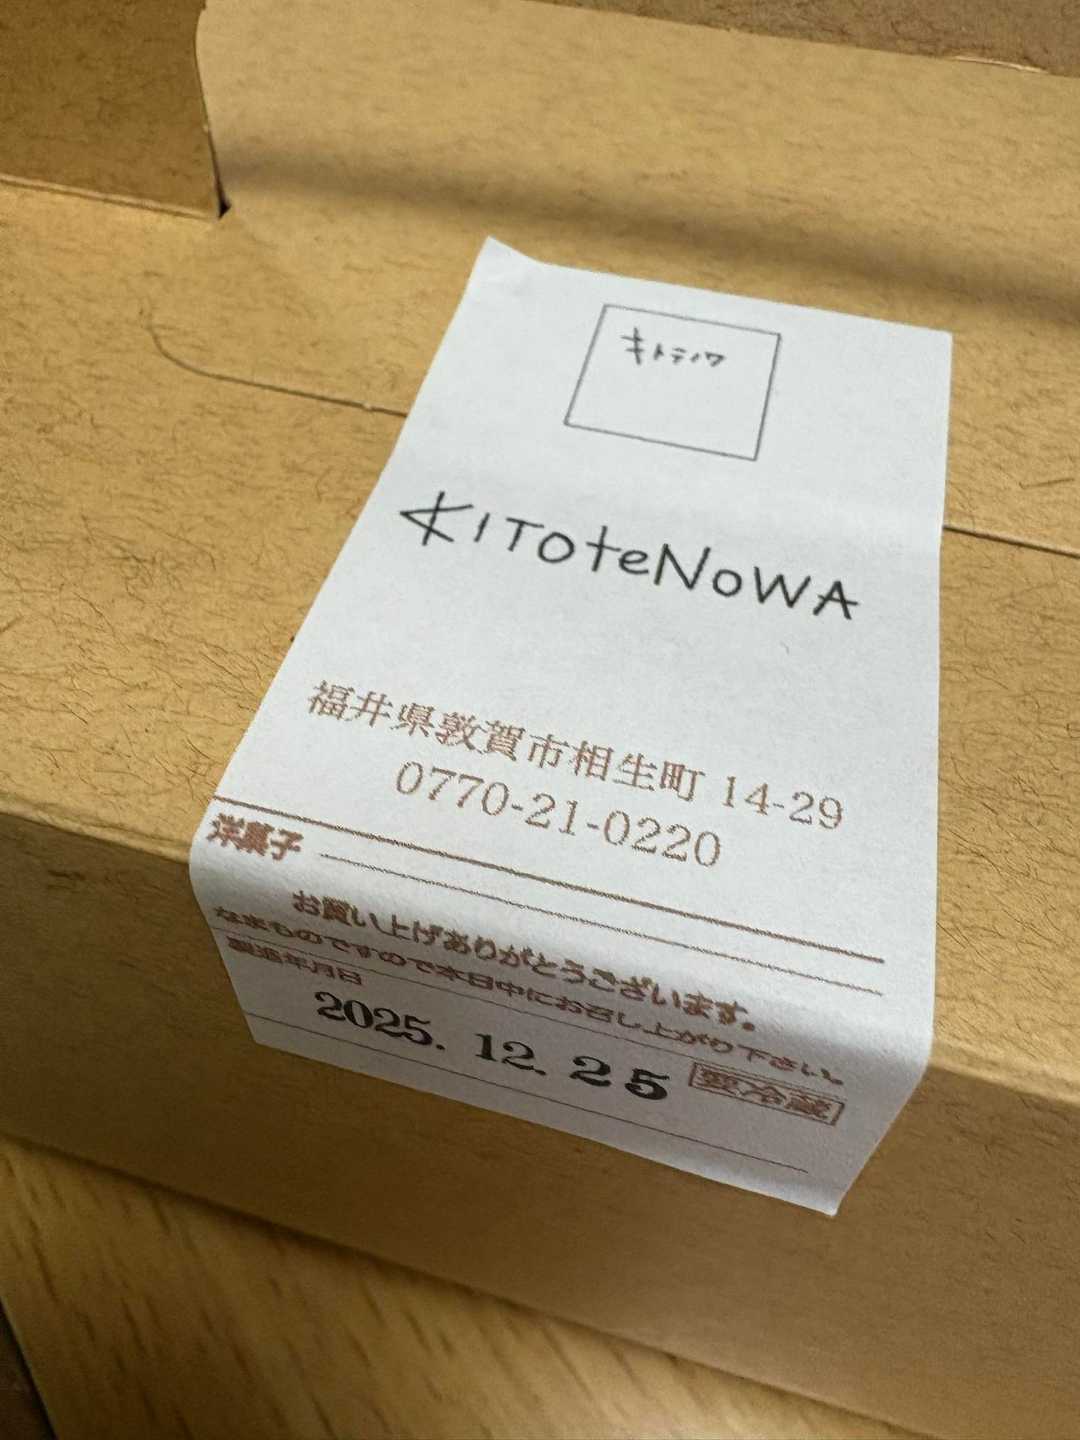 キトテノワ
KITOteNoWA
福井県敦賀市相生町 14-29
0770-21-0220
洋菓子
お買い上げありがとうございます。
なまものですので本日中にお召し上がり下さい。
製造年月日
2025. 12. 25
要冷蔵